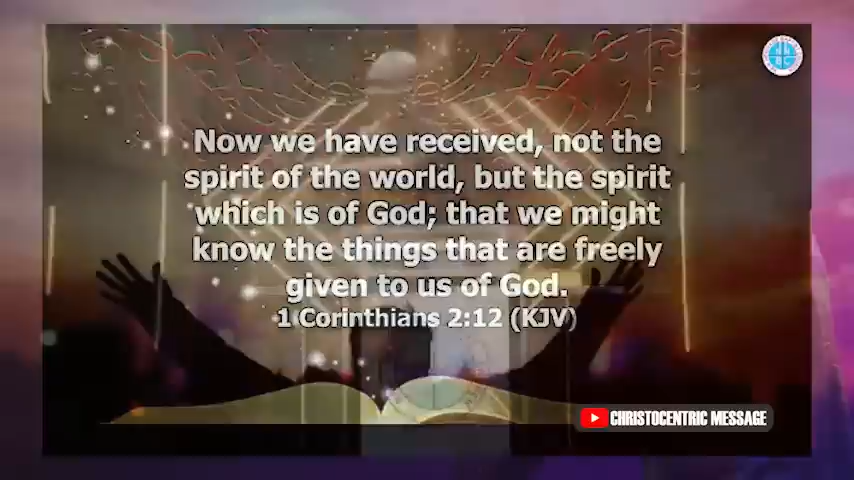 Now we have received, not the
spirit of the world, but the spirit
which is of God; that we might
know the things that are freely
given to us of God.
1 Corinthians 2:12 (KJV)
CHRISTOCENTRIC MESSAGE